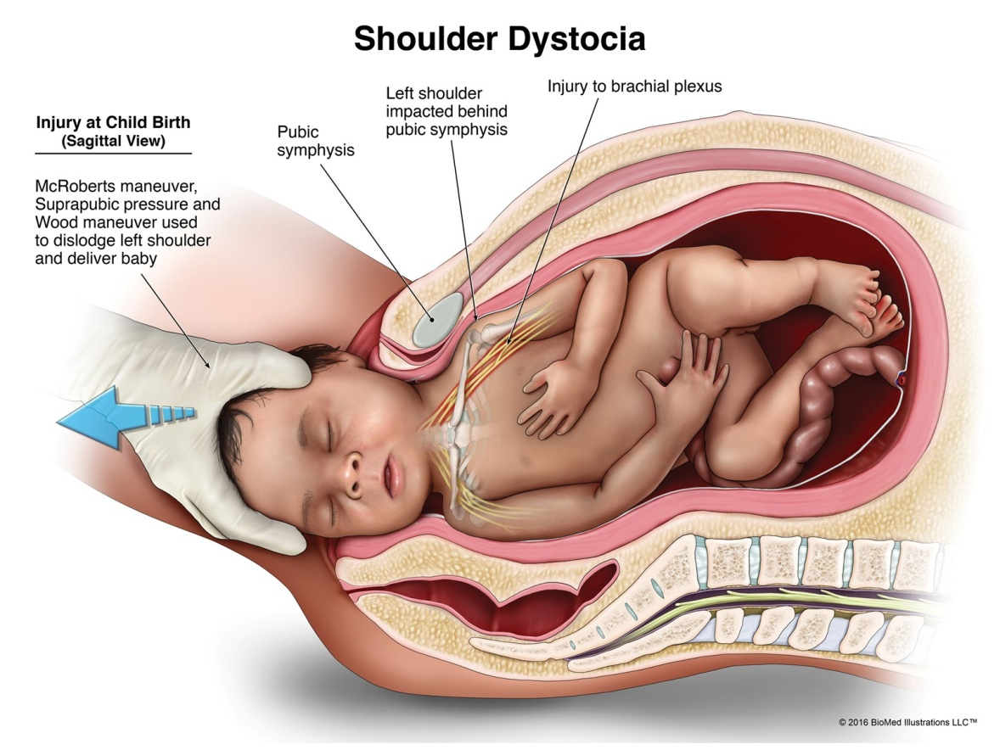 Shoulder Dystocia
Injury at Child Birth
(Sagittal View)
McRoberts maneuver,
Suprapubic pressure and
Wood maneuver used
to dislodge left shoulder
and deliver baby
Pubic
symphysis
Left shoulder
impacted behind
pubic symphysis
Injury to brachial plexus
© 2016 BioMed Illustrations LLC™